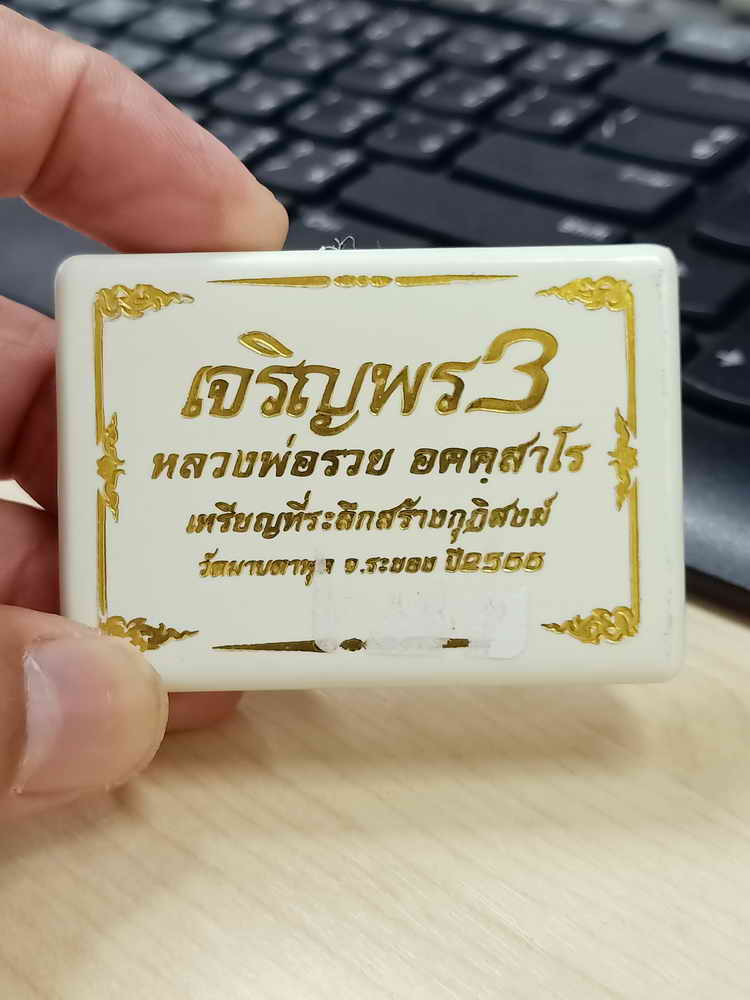 เจริญพร3
หลวงพ่อรวย อคฺคสาโร
เหรียญที่ระลึกสร้างกุฏิสงฆ์
วัดมาบตาพุด จ.ระยอง ปี2566